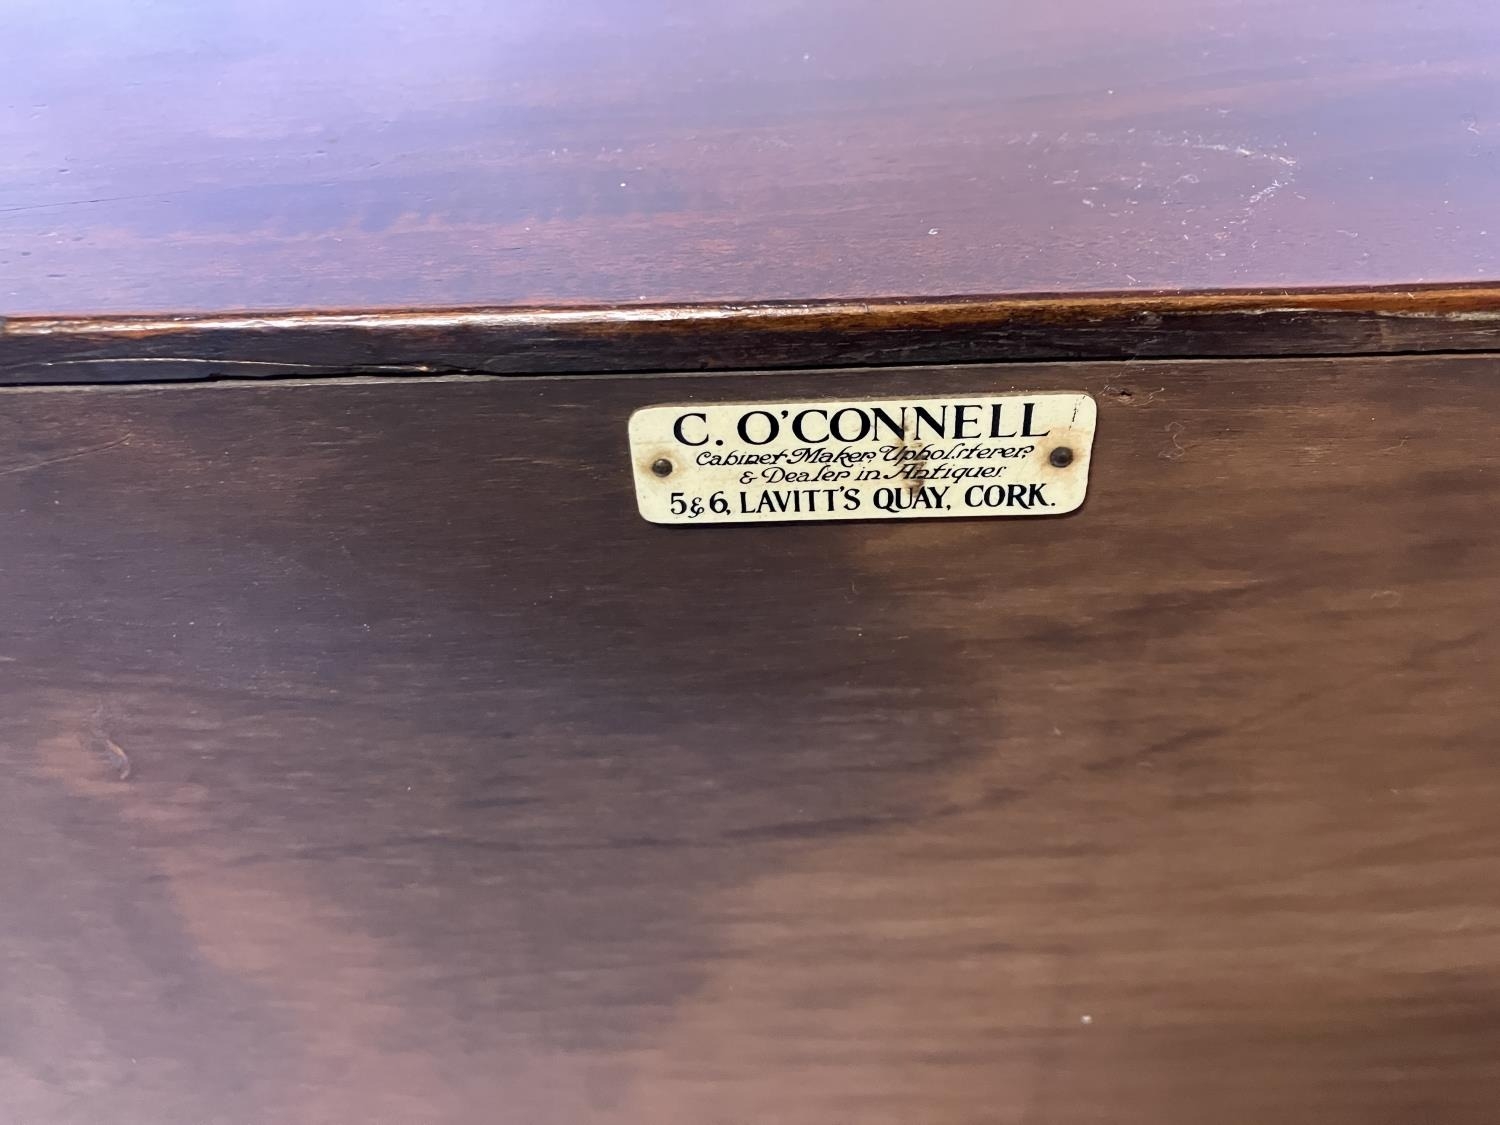 C. O'CONNELL
Cabinet-Maker, Upholsterer,
& Dealer in Antiques.
5 & 6, LAVITT'S QUAY, CORK.